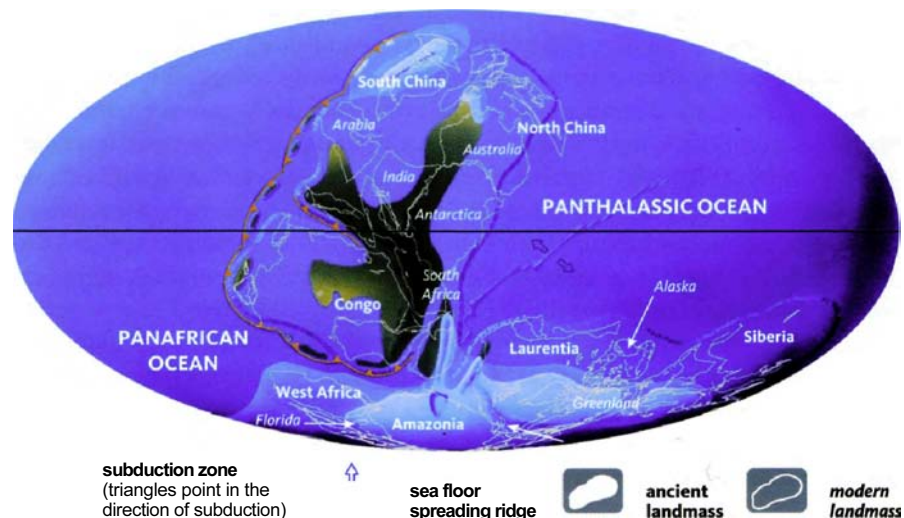 South China
Arabia
North China
Australia
India
Antarctica
PANTHALASSIC OCEAN
South
Africa
Alaska
Congo
PANAFRICAN
OCEAN
Laurentia
Siberia
West Africa
Greenland
Florida
Amazonia
subduction zone
(triangles point in the
direction of subduction)
sea floor
spreading ridge
ancient
landmass
modern
landmass